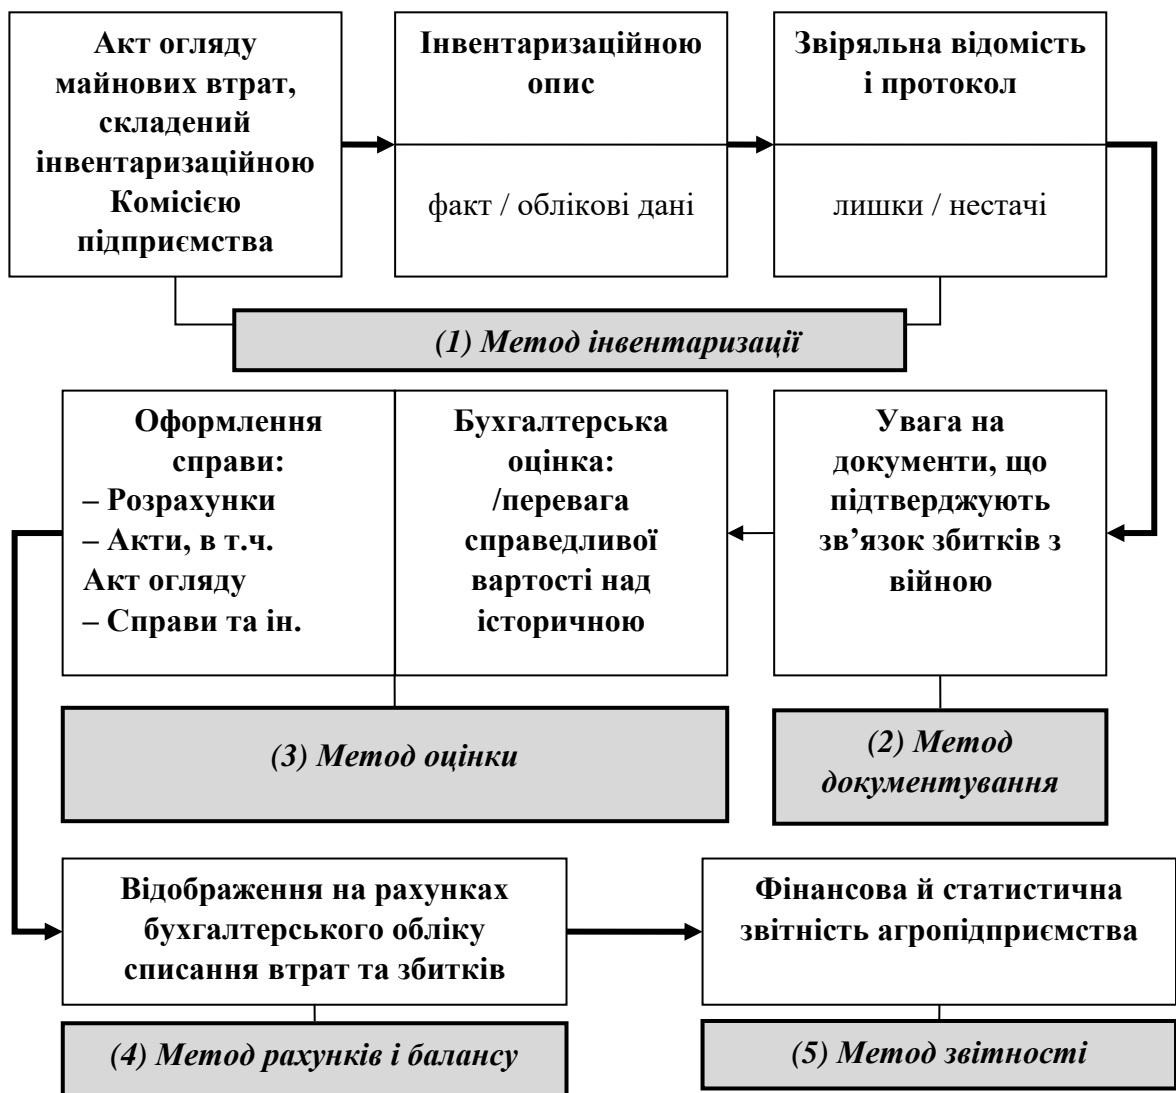 Акт огляду
майнових втрат,
складений
інвентаризаційною
Комісією
підприємства
Інвентаризаційною
опис
факт / облікові дані
Звіряльна відомість
і протокол
лишки / нестачі
(1) Метод інвентаризації
Увага на
документи, що
підтверджують
зв’язок збитків з
війною
(2) Метод
документування
Бухгалтерська
оцінка:
/перевага
справедливої
вартості над
історичною
Оформлення
справи:
– Розрахунки
– Акти, в т.ч.
Акт огляду
– Справи та ін.
(3) Метод оцінки
Відображення на рахунках
бухгалтерського обліку
списання втрат та збитків
(4) Метод рахунків і балансу
Фінансова й статистична
звітність агропідприємства
(5) Метод звітності